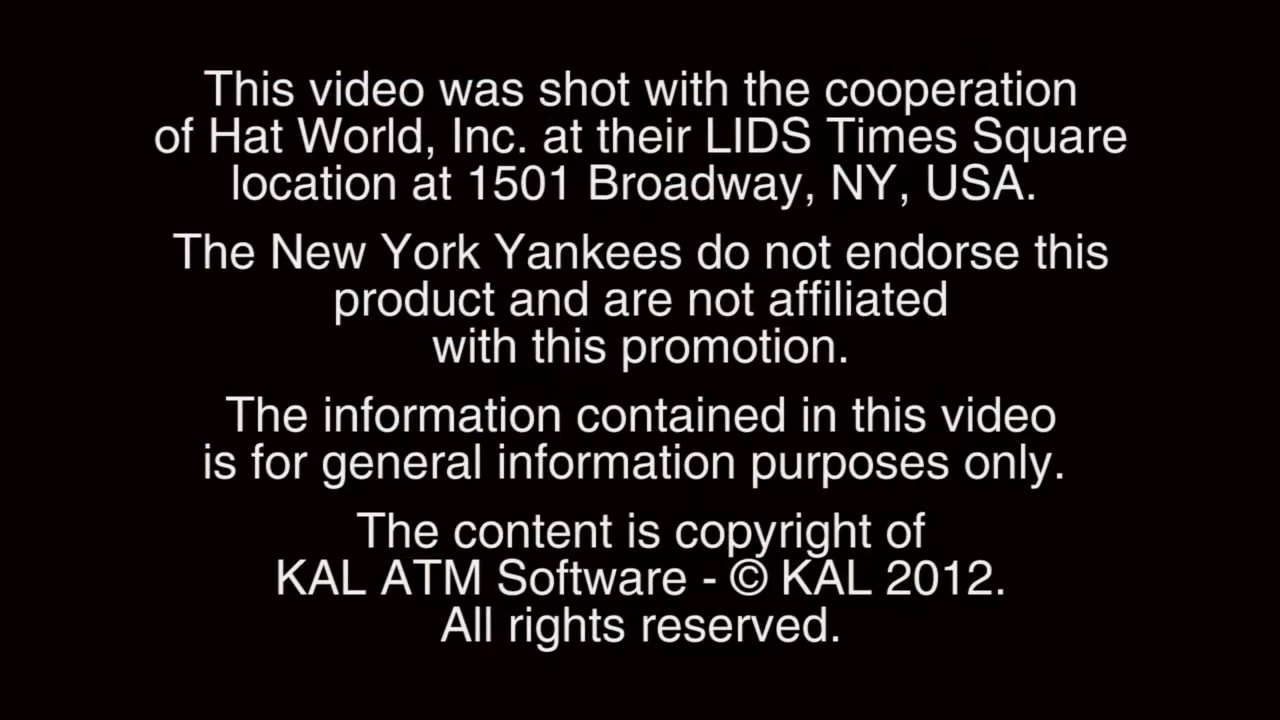 This video was shot with the cooperation
of Hat World, Inc. at their LIDS Times Square
location at 1501 Broadway, NY, USA.
The New York Yankees do not endorse this
product and are not affiliated
with this promotion.
The information contained in this video
is for general information purposes only.
The content is copyright of
KAL ATM Software - © KAL 2012.
All rights reserved.